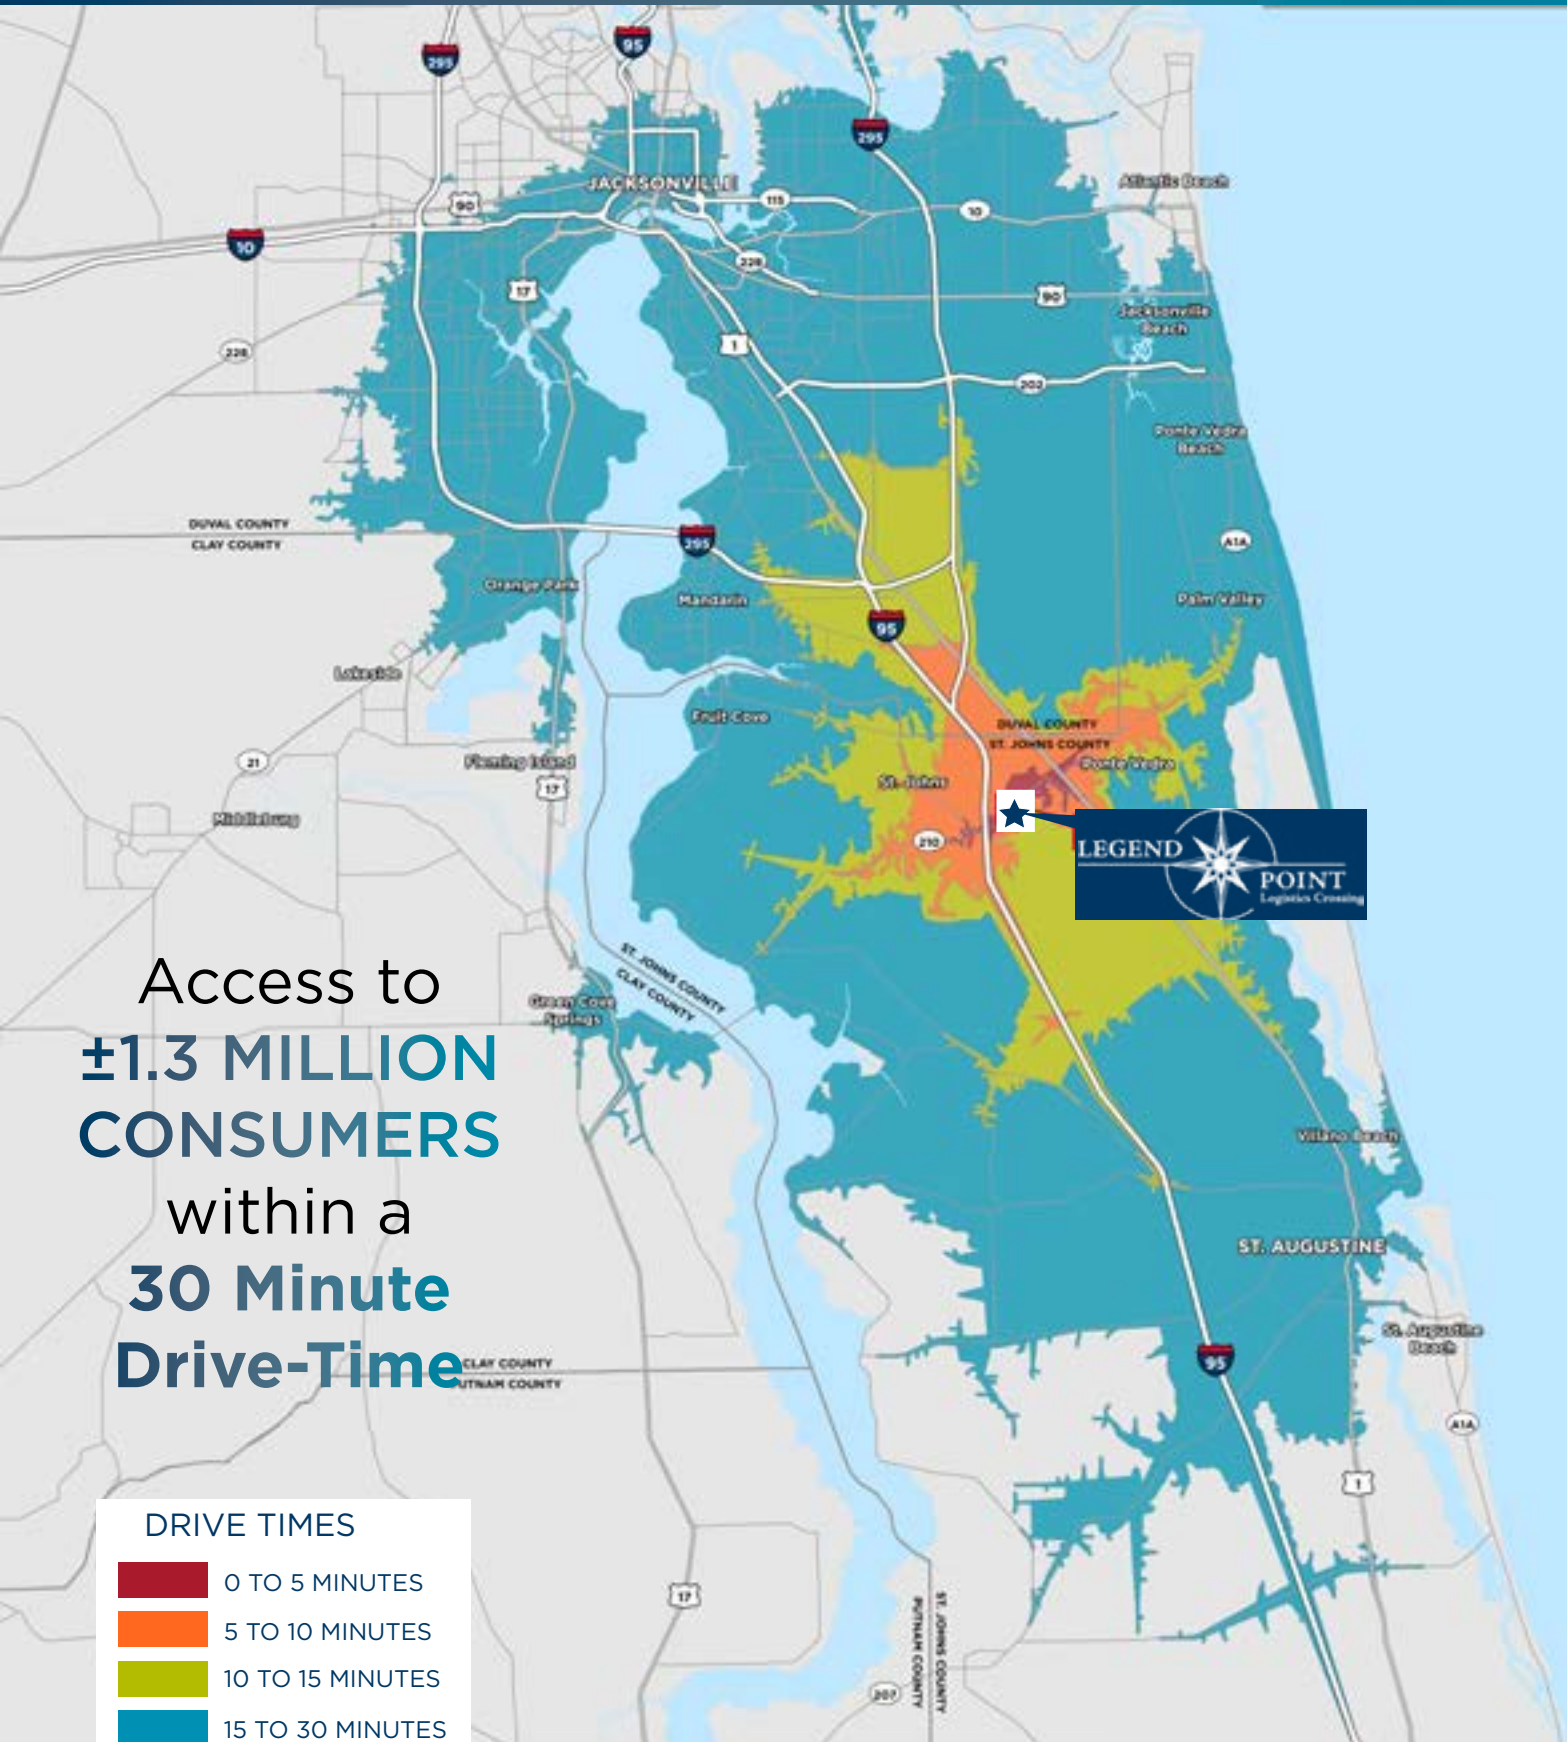 295
95
295
JACKSONVILLE
Atlantic Beach
90
115
10
10
228
17
90
Jacksonville
Beach
1
228
202
Ponte Vedra
Beach
DUVAL COUNTY
CLAY COUNTY
295
A1A
Orange Park
Mandarin
Palm Valley
95
Lakeside
Fruit Cove
DUVAL COUNTY
ST. JOHNS COUNTY
21
Fleming Island
St. Johns
Ponte Vedra
17
Middleburg
210
LEGEND
POINT
Logistics Crossing
ST. JOHNS COUNTY
CLAY COUNTY
Access to
±1.3 MILLION
CONSUMERS
within a
30 Minute
Drive-Time
Green Cove
Springs
Villano Beach
ST. AUGUSTINE
St. Augustine
Beach
95
CLAY COUNTY
PUTNAM COUNTY
A1A
1
DRIVE TIMES
0 TO 5 MINUTES
5 TO 10 MINUTES
10 TO 15 MINUTES
15 TO 30 MINUTES
17
PUTNAM COUNTY
ST. JOHNS COUNTY
207